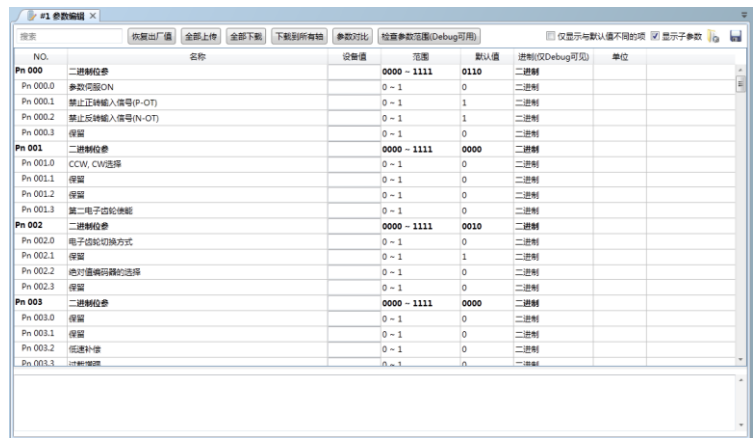 #1 参数编辑 ×
搜索 恢复出厂值 全部上传 全部下载 下载到所有轴 参数对比 检查参数范围(Debug可用) 仅显示与默认值不同的项 显示子参数
NO. 名称 设备值 范围 默认值 进制(仅Debug可见) 单位
Pn 000 二进制位参 0000 ~ 1111 0110 二进制
Pn 000.0 参数伺服ON 0 ~ 1 0 二进制
Pn 000.1 禁止正转输入信号(P-OT) 0 ~ 1 1 二进制
Pn 000.2 禁止反转输入信号(N-OT) 0 ~ 1 1 二进制
Pn 000.3 保留 0 ~ 1 0 二进制
Pn 001 二进制位参 0000 ~ 1111 0000 二进制
Pn 001.0 CCW, CW选择 0 ~ 1 0 二进制
Pn 001.1 保留 0 ~ 1 0 二进制
Pn 001.2 保留 0 ~ 1 0 二进制
Pn 001.3 第二电子齿轮使能 0 ~ 1 0 二进制
Pn 002 二进制位参 0000 ~ 1111 0010 二进制
Pn 002.0 电子齿轮切换方式 0 ~ 1 0 二进制
Pn 002.1 保留 0 ~ 1 1 二进制
Pn 002.2 绝对值编码器的选择 0 ~ 1 0 二进制
Pn 002.3 保留 0 ~ 1 0 二进制
Pn 003 二进制位参 0000 ~ 1111 0000 二进制
Pn 003.0 保留 0 ~ 1 0 二进制
Pn 003.1 保留 0 ~ 1 0 二进制
Pn 003.2 低速补偿 0 ~ 1 0 二进制
Pn 003.3 过载增强 0 ~ 1 0 二进制